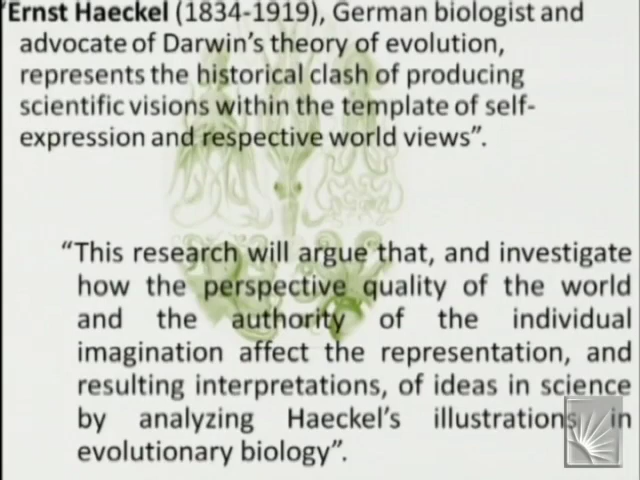 “Ernst Haeckel (1834-1919), German biologist and
advocate of Darwin’s theory of evolution,
represents the historical clash of producing
scientific visions within the template of self-
expression and respective world views”.
“This research will argue that, and investigate
how the perspective quality of the world
and the authority of the individual
imagination affect the representation, and
resulting interpretations, of ideas in science
by analyzing Haeckel’s illustrations in
evolutionary biology”.